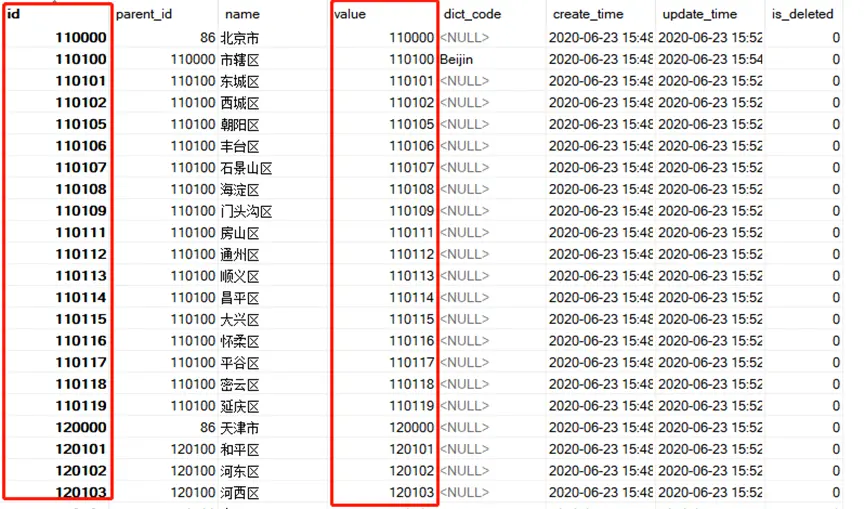 id parent_id name value dict_code create_time update_time is_deleted
110000 86 北京市 110000 <NULL> 2020-06-23 15:48 2020-06-23 15:52 0
110100 110000 市辖区 110100 Beijin 2020-06-23 15:48 2020-06-23 15:54 0
110101 110100 东城区 110101 <NULL> 2020-06-23 15:48 2020-06-23 15:52 0
110102 110100 西城区 110102 <NULL> 2020-06-23 15:48 2020-06-23 15:52 0
110105 110100 朝阳区 110105 <NULL> 2020-06-23 15:48 2020-06-23 15:52 0
110106 110100 丰台区 110106 <NULL> 2020-06-23 15:48 2020-06-23 15:52 0
110107 110100 石景山区 110107 <NULL> 2020-06-23 15:48 2020-06-23 15:52 0
110108 110100 海淀区 110108 <NULL> 2020-06-23 15:48 2020-06-23 15:52 0
110109 110100 门头沟区 110109 <NULL> 2020-06-23 15:48 2020-06-23 15:52 0
110111 110100 房山区 110111 <NULL> 2020-06-23 15:48 2020-06-23 15:52 0
110112 110100 通州区 110112 <NULL> 2020-06-23 15:48 2020-06-23 15:52 0
110113 110100 顺义区 110113 <NULL> 2020-06-23 15:48 2020-06-23 15:52 0
110114 110100 昌平区 110114 <NULL> 2020-06-23 15:48 2020-06-23 15:52 0
110115 110100 大兴区 110115 <NULL> 2020-06-23 15:48 2020-06-23 15:52 0
110116 110100 怀柔区 110116 <NULL> 2020-06-23 15:48 2020-06-23 15:52 0
110117 110100 平谷区 110117 <NULL> 2020-06-23 15:48 2020-06-23 15:52 0
110118 110100 密云区 110118 <NULL> 2020-06-23 15:48 2020-06-23 15:52 0
110119 110100 延庆区 110119 <NULL> 2020-06-23 15:48 2020-06-23 15:52 0
120000 86 天津市 120000 <NULL> 2020-06-23 15:48 2020-06-23 15:52 0
120101 120100 和平区 120101 <NULL> 2020-06-23 15:48 2020-06-23 15:52 0
120102 120100 河东区 120102 <NULL> 2020-06-23 15:48 2020-06-23 15:52 0
120103 120100 河西区 120103 <NULL> 2020-06-23 15:48 2020-06-23 15:52 0